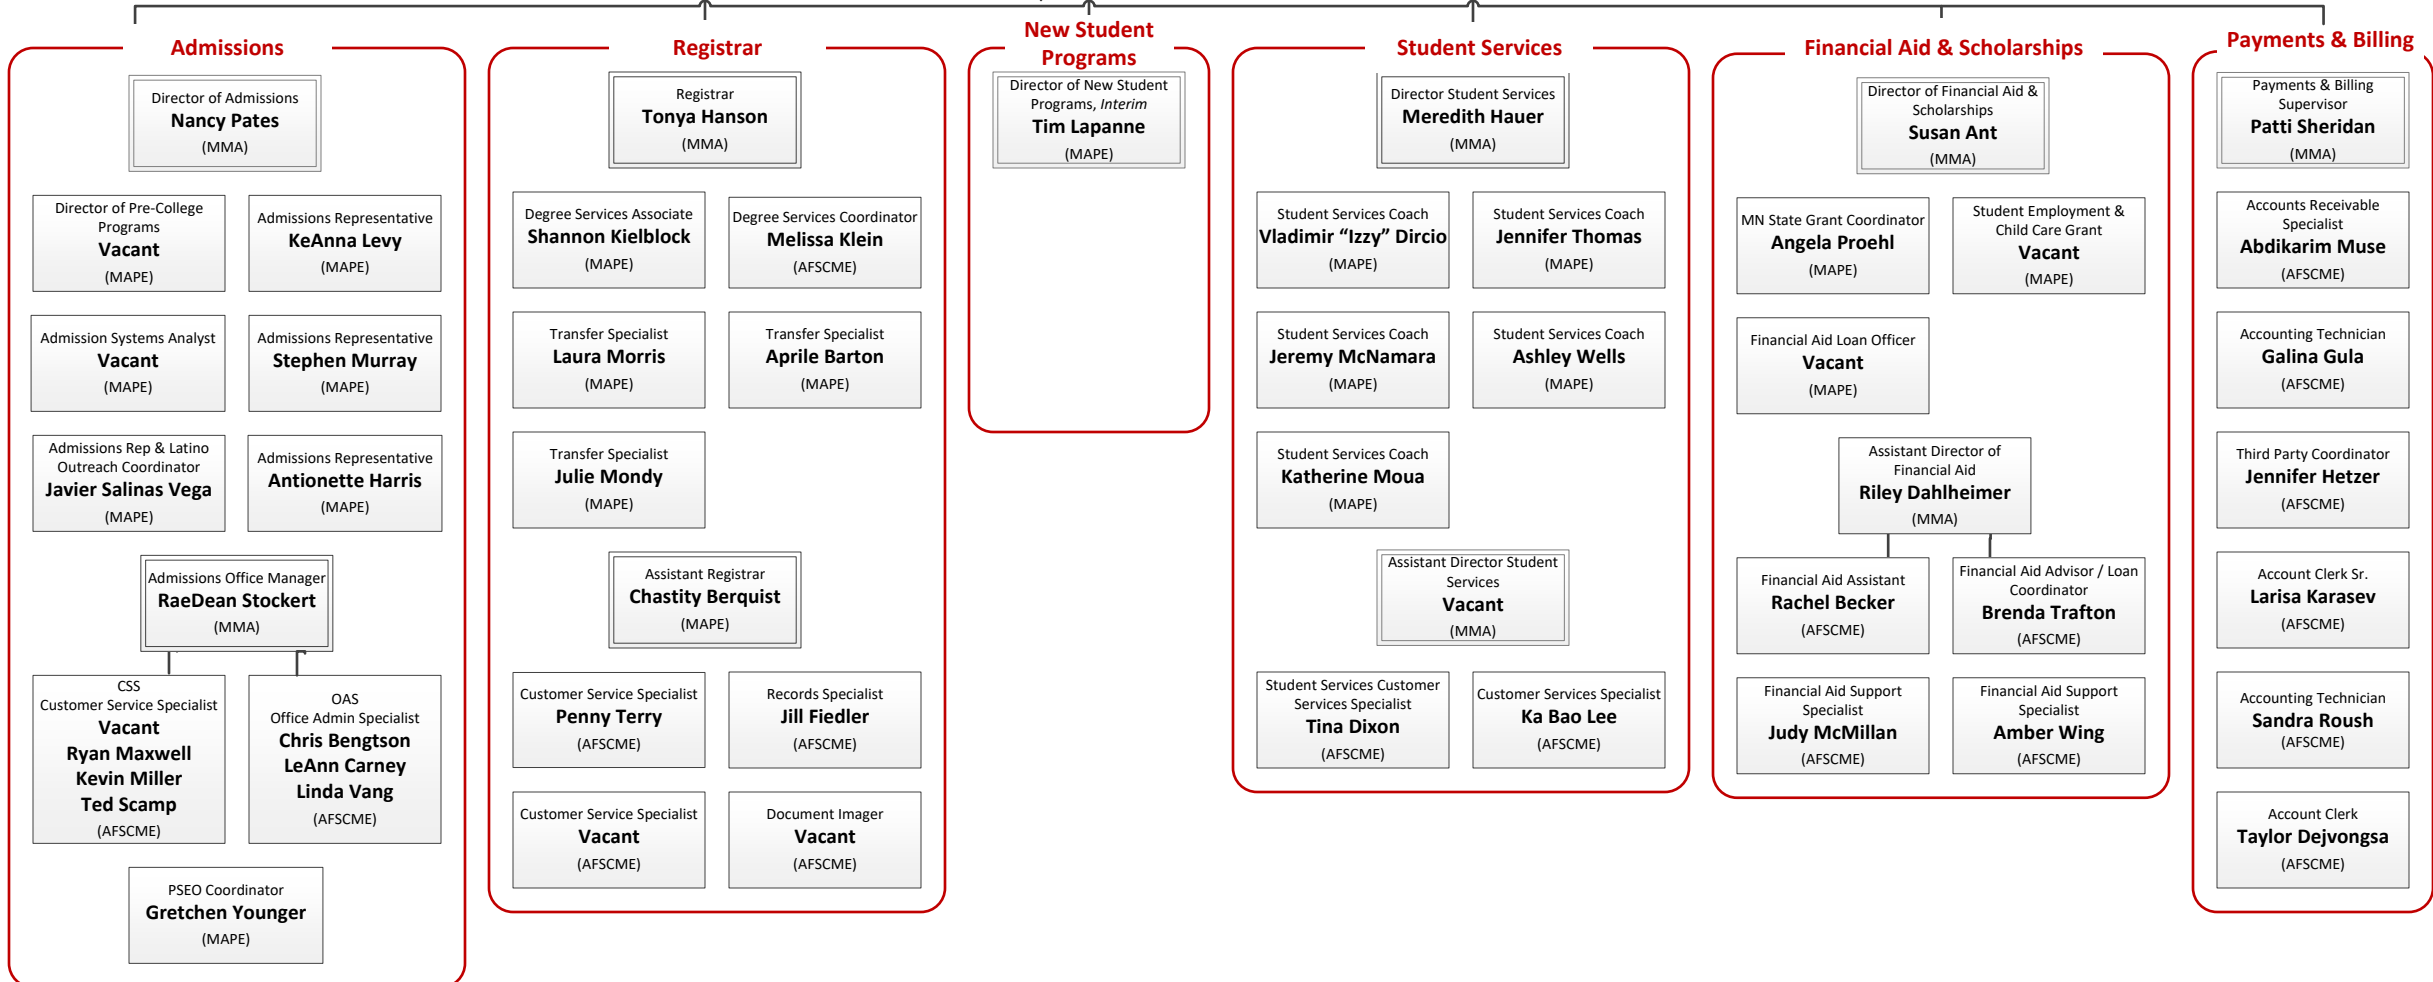 Admissions
Director of Admissions
Nancy Pates
(MMA)
Director of Pre-College
Programs
Vacant
(MAPE)
Admissions Representative
KeAnna Levy
(MAPE)
Admission Systems Analyst
Vacant
(MAPE)
Admissions Representative
Stephen Murray
(MAPE)
Admissions Rep & Latino
Outreach Coordinator
Javier Salinas Vega
(MAPE)
Admissions Representative
Antionette Harris
(MAPE)
Admissions Office Manager
RaeDean Stockert
(MMA)
CSS
Customer Service Specialist
Vacant
Ryan Maxwell
Kevin Miller
Ted Scamp
(AFSCME)
OAS
Office Admin Specialist
Chris Bengtson
LeAnn Carney
Linda Vang
(AFSCME)
PSEO Coordinator
Gretchen Younger
(MAPE)
Registrar
Registrar
Tonya Hanson
(MMA)
Degree Services Associate
Shannon Kielblock
(MAPE)
Degree Services Coordinator
Melissa Klein
(AFSCME)
Transfer Specialist
Laura Morris
(MAPE)
Transfer Specialist
Aprile Barton
(MAPE)
Transfer Specialist
Julie Mondy
(MAPE)
Assistant Registrar
Chastity Berquist
(MAPE)
Customer Service Specialist
Penny Terry
(AFSCME)
Records Specialist
Jill Fiedler
(AFSCME)
Customer Service Specialist
Vacant
(AFSCME)
Document Imager
Vacant
(AFSCME)
New Student
Programs
Director of New Student
Programs, Interim
Tim Lapanne
(MAPE)
Student Services
Director Student Services
Meredith Hauer
(MMA)
Student Services Coach
Vladimir “Izzy” Dircio
(MAPE)
Student Services Coach
Jennifer Thomas
(MAPE)
Student Services Coach
Jeremy McNamara
(MAPE)
Student Services Coach
Ashley Wells
(MAPE)
Student Services Coach
Katherine Moua
(MAPE)
Assistant Director Student
Services
Vacant
(MMA)
Student Services Customer
Services Specialist
Tina Dixon
(AFSCME)
Customer Services Specialist
Ka Bao Lee
(AFSCME)
Financial Aid & Scholarships
Director of Financial Aid &
Scholarships
Susan Ant
(MMA)
MN State Grant Coordinator
Angela Proehl
(MAPE)
Student Employment &
Child Care Grant
Vacant
(MAPE)
Financial Aid Loan Officer
Vacant
(MAPE)
Assistant Director of
Financial Aid
Riley Dahlheimer
(MMA)
Financial Aid Assistant
Rachel Becker
(AFSCME)
Financial Aid Advisor / Loan
Coordinator
Brenda Trafton
(AFSCME)
Financial Aid Support
Specialist
Judy McMillan
(AFSCME)
Financial Aid Support
Specialist
Amber Wing
(AFSCME)
Payments & Billing
Payments & Billing
Supervisor
Patti Sheridan
(MMA)
Accounts Receivable
Specialist
Abdikarim Muse
(AFSCME)
Accounting Technician
Galina Gula
(AFSCME)
Third Party Coordinator
Jennifer Hetzer
(AFSCME)
Account Clerk Sr.
Larisa Karasev
(AFSCME)
Accounting Technician
Sandra Roush
(AFSCME)
Account Clerk
Taylor Dejvongsa
(AFSCME)